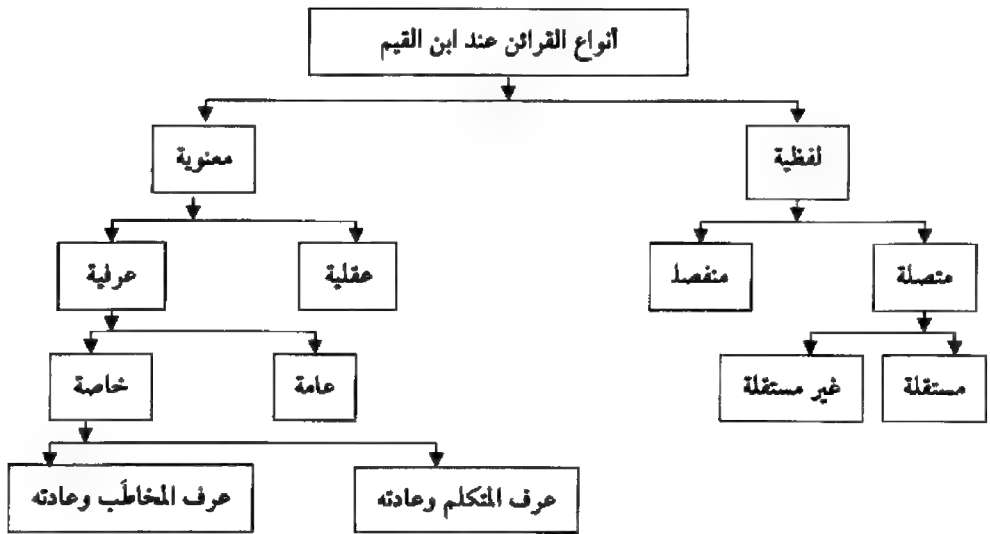 أنواع القرائن عند ابن القيم
لفظية
معنوية
متصلة
منفصلـ
عقلية
عرفية
مستقلة
غير مستقلة
عامة
خاصة
عرف المتكلم وعادته
عرف المخاطَب وعادته